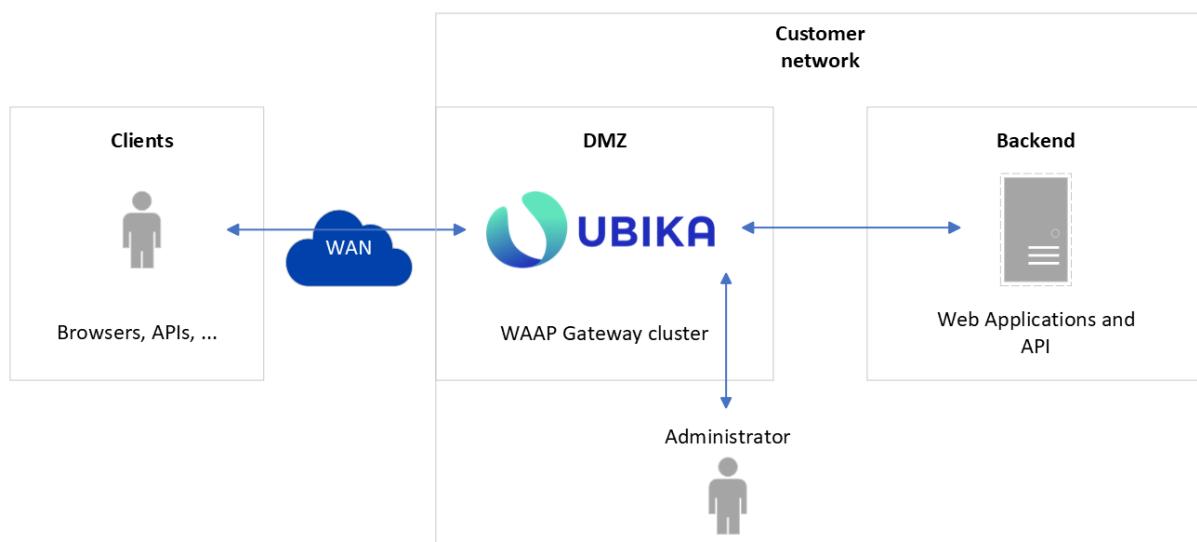 Customer
network
Clients
DMZ
Backend
WAN
UBIKA
Browsers, APIs, ...
WAAP Gateway cluster
Web Applications and
API
Administrator